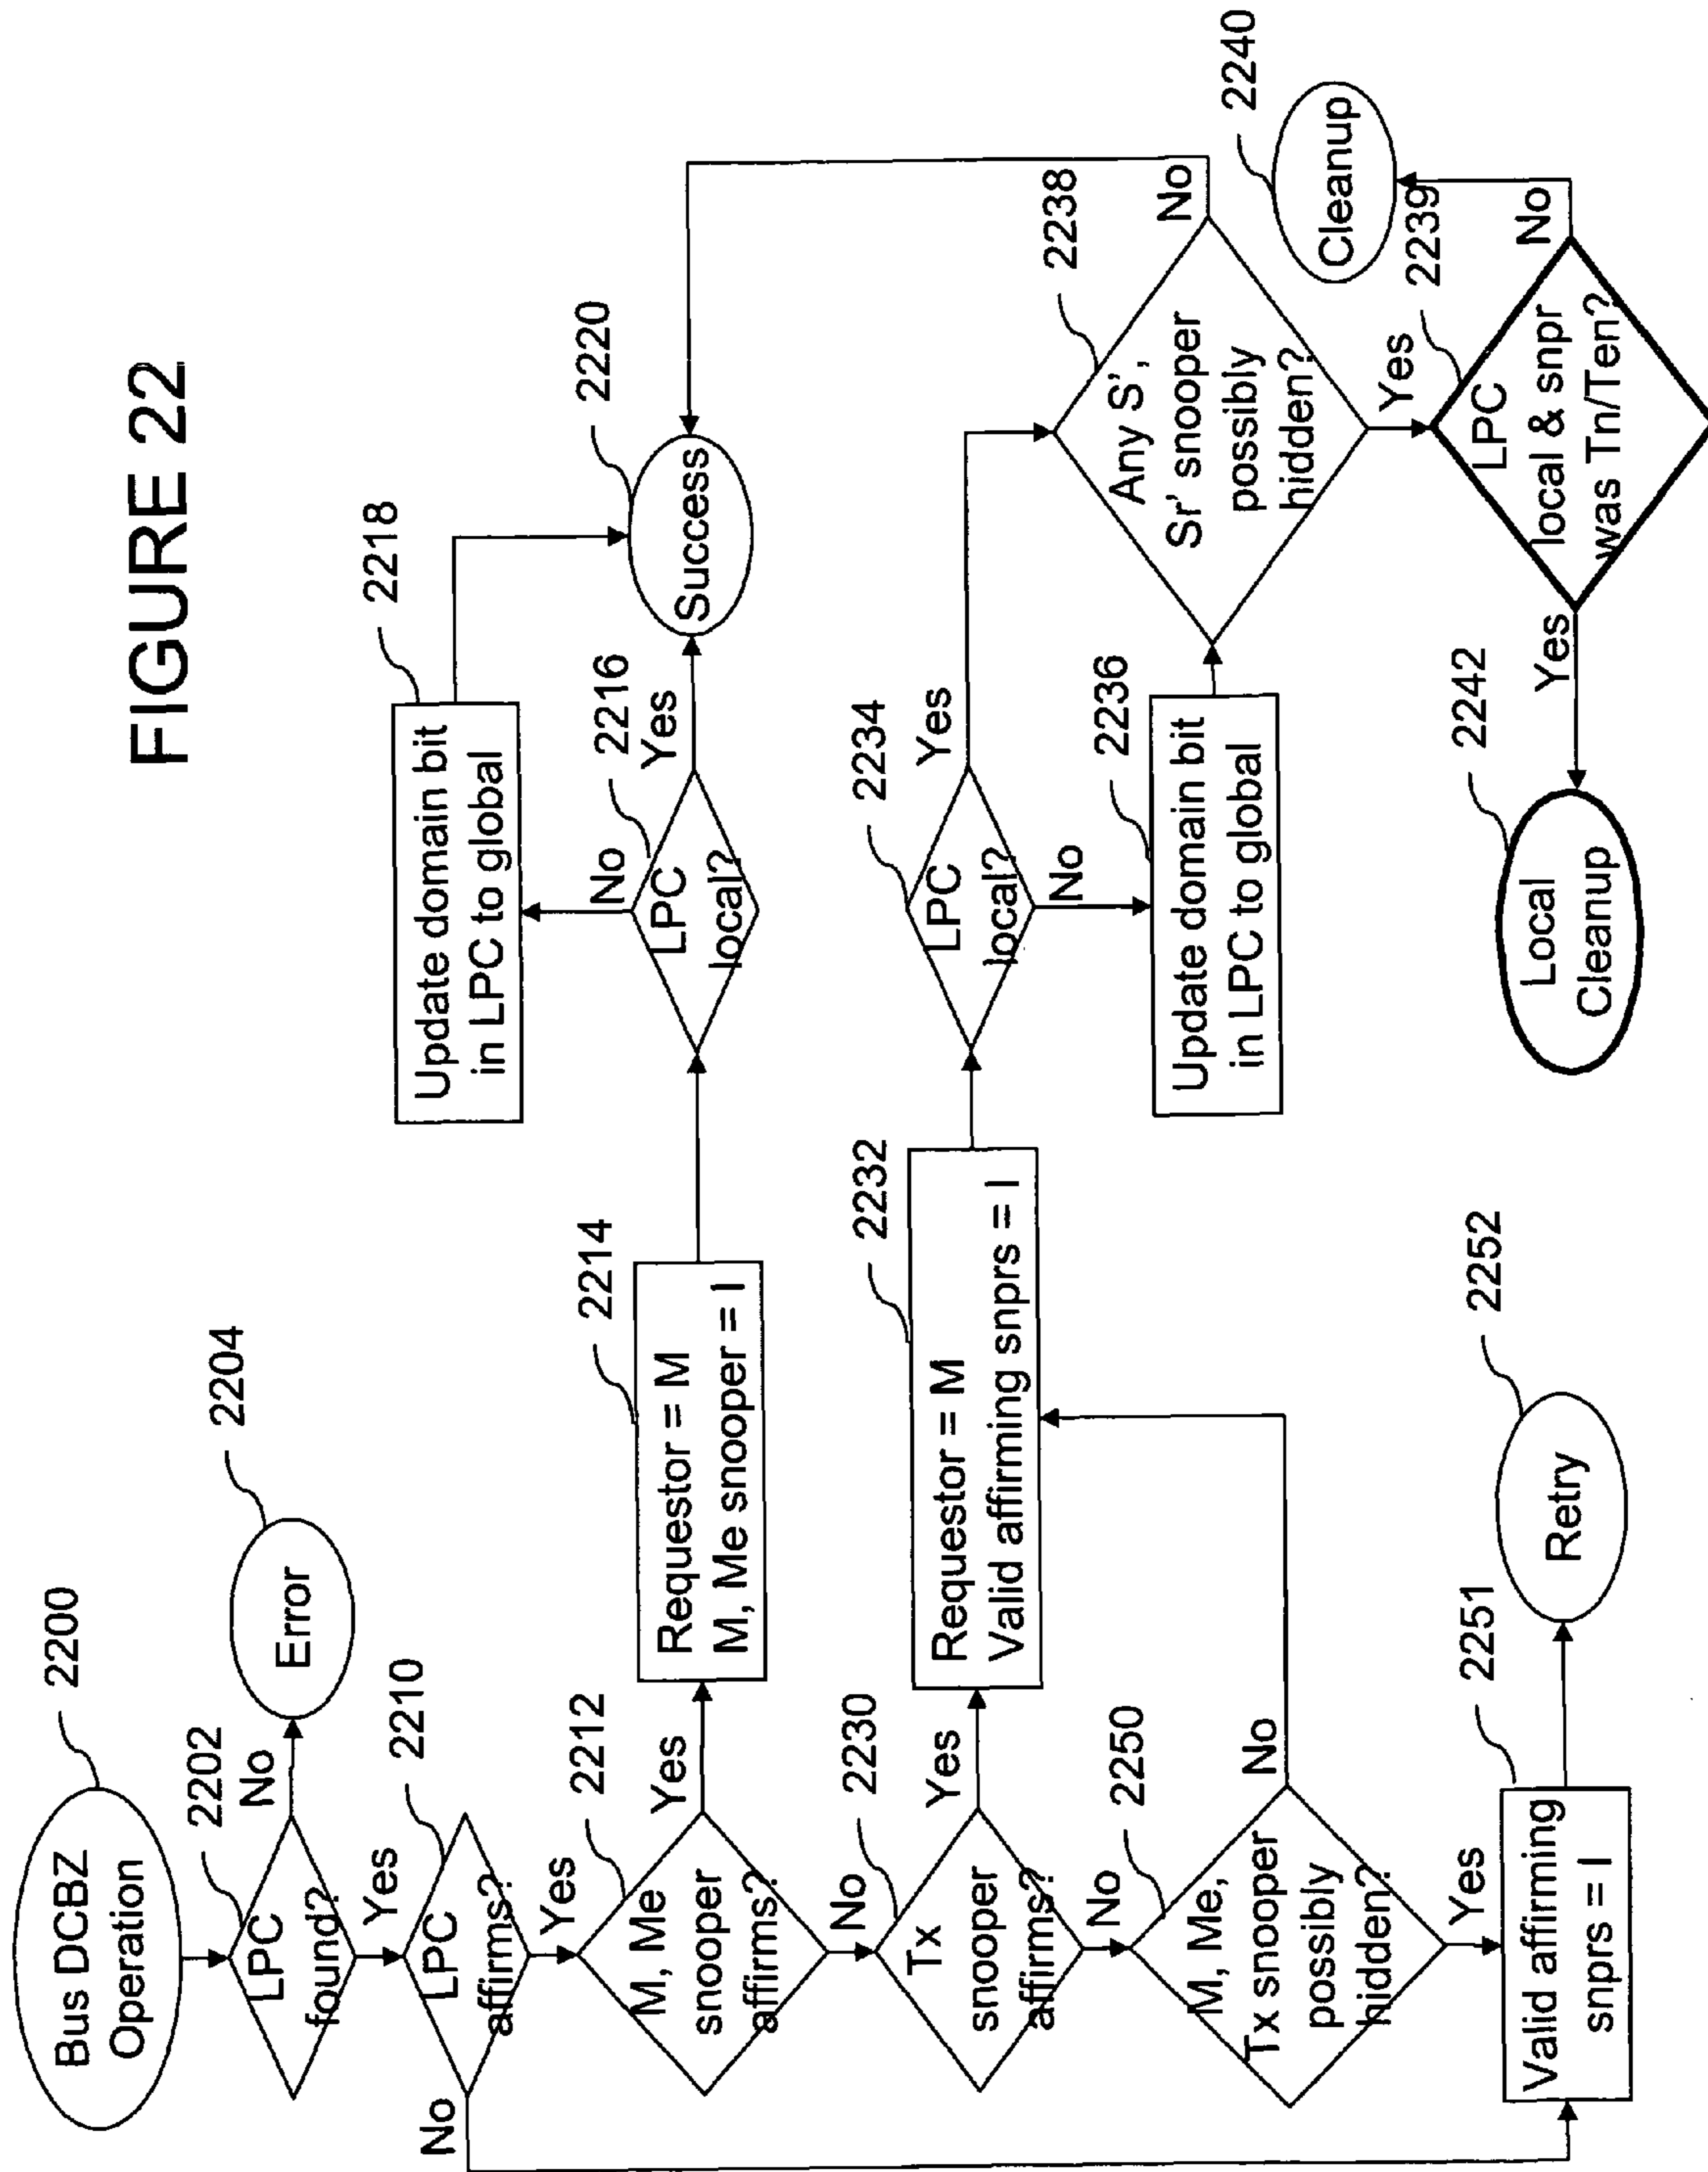 FIGURE 22
Bus DCBZ
Operation
2200
LPC
found?
2202
No
Error
2204
Yes
LPC
affirms?
2210
No
Yes
M, Me
snooper
affirms?
2212
Yes
Requestor = M
M, Me snooper = I
2214
LPC
local?
2216
No
Update domain bit
in LPC to global
2218
Yes
Success
2220
No
Tx
snooper
affirms?
2230
Yes
Requestor = M
Valid affirming snprs = I
2232
LPC
local?
2234
Yes
No
Update domain bit
in LPC to global
2236
Any S',
Sr' snooper
possibly
hidden?
2238
No
Yes
LPC
local & snpr
was Tn/Ten?
2239
No
Cleanup
2240
Yes
Local
Cleanup
2242
No
M, Me,
Tx snooper
possibly
hidden?
2250
No
Yes
Valid affirming
snprs = I
2251
Retry
2252